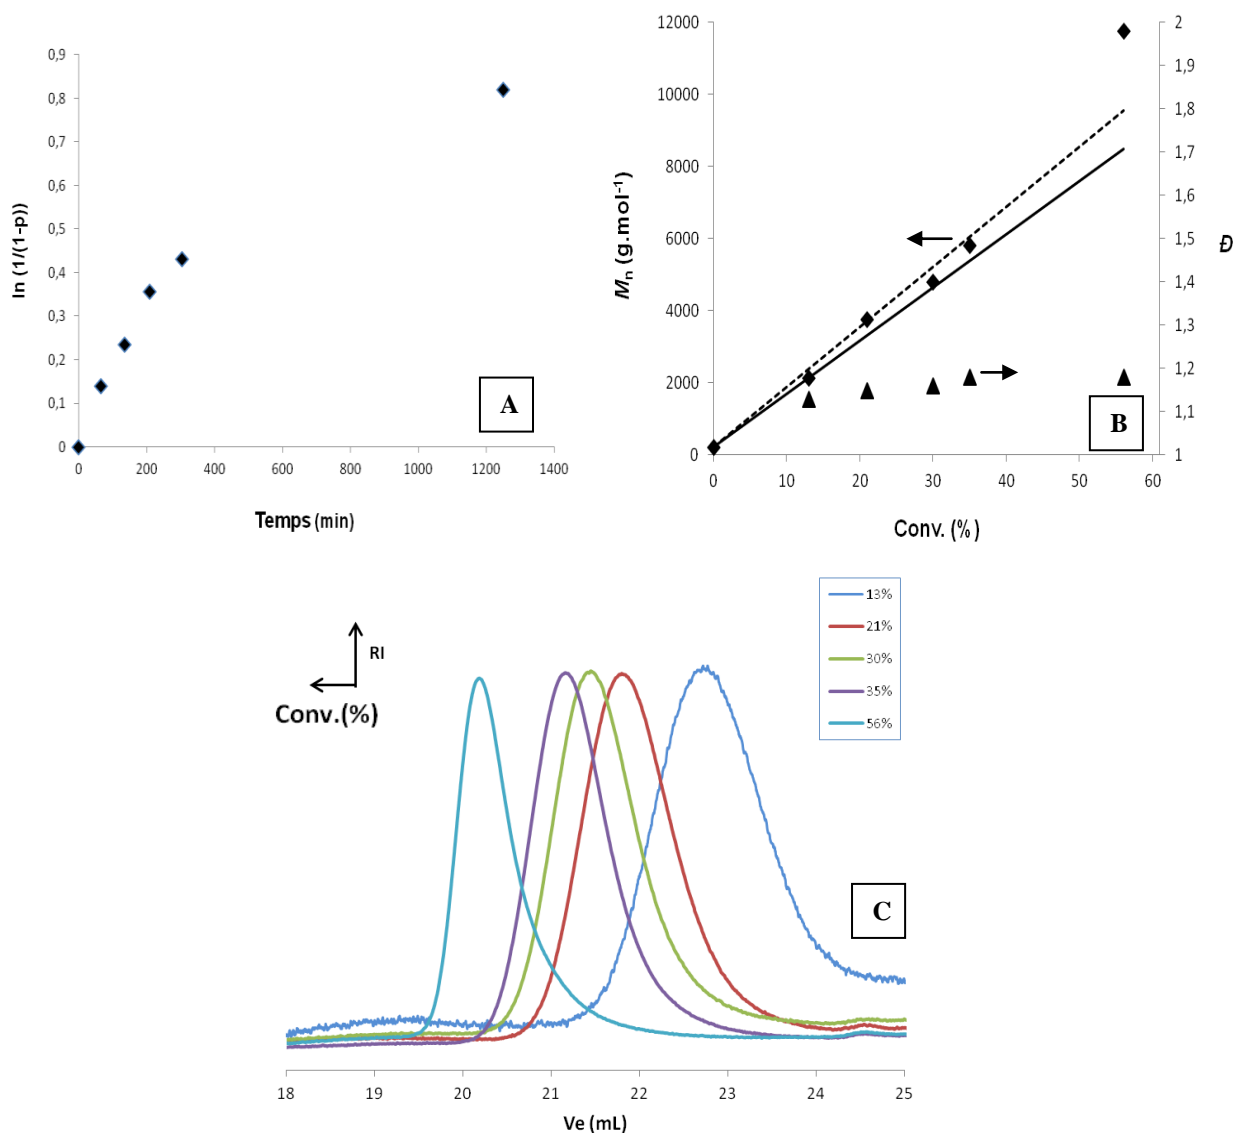 0,9
0,8
0,7
0,6
0,5
0,4
0,3
0,2
0,1
0
0 200 400 600 800 1000 1200 1400
ln (1/(1-p))
Temps (min)
A
12000
10000
8000
6000
4000
2000
0
0 10 20 30 40 50 60
Mn (g.mol-1)
Conv. (%)
2
1,9
1,8
1,7
1,6
1,5
1,4
1,3
1,2
1,1
1
Đ
B
RI
Conv.(%)
13%
21%
30%
35%
56%
C
18 19 20 21 22 23 24 25
Ve (mL)